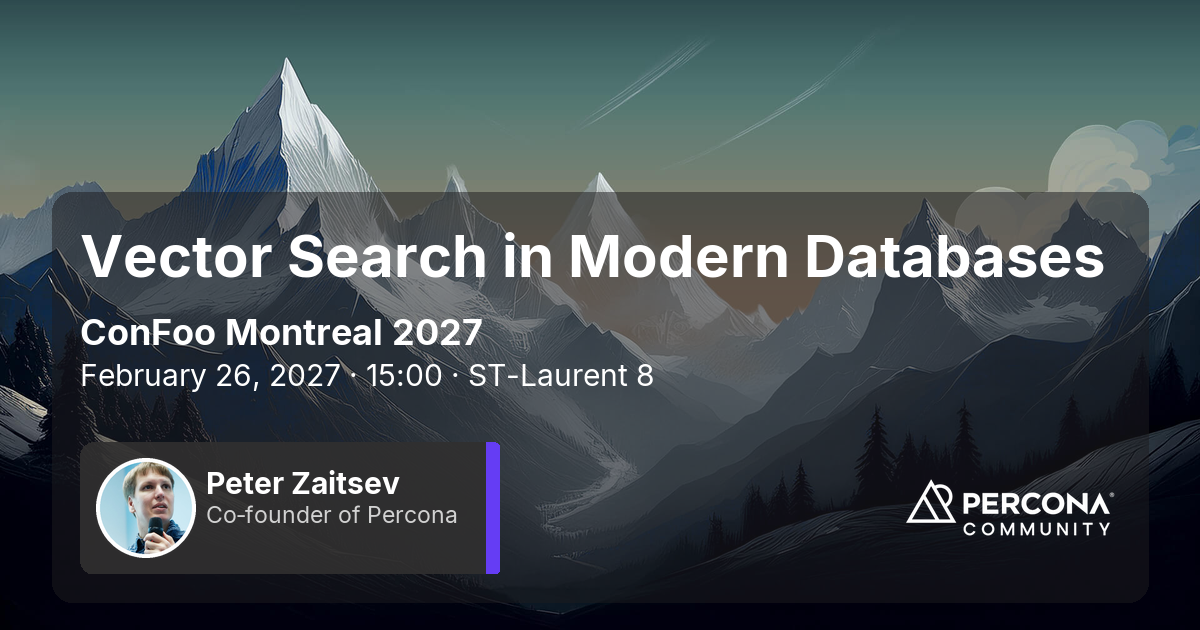 Vector Search in Modern Databases
ConFoo Montreal 2027
February 26, 2027 · 15:00 · ST-Laurent 8
Peter Zaitsev
Co-founder of Percona
PERCONA®
COMMUNITY